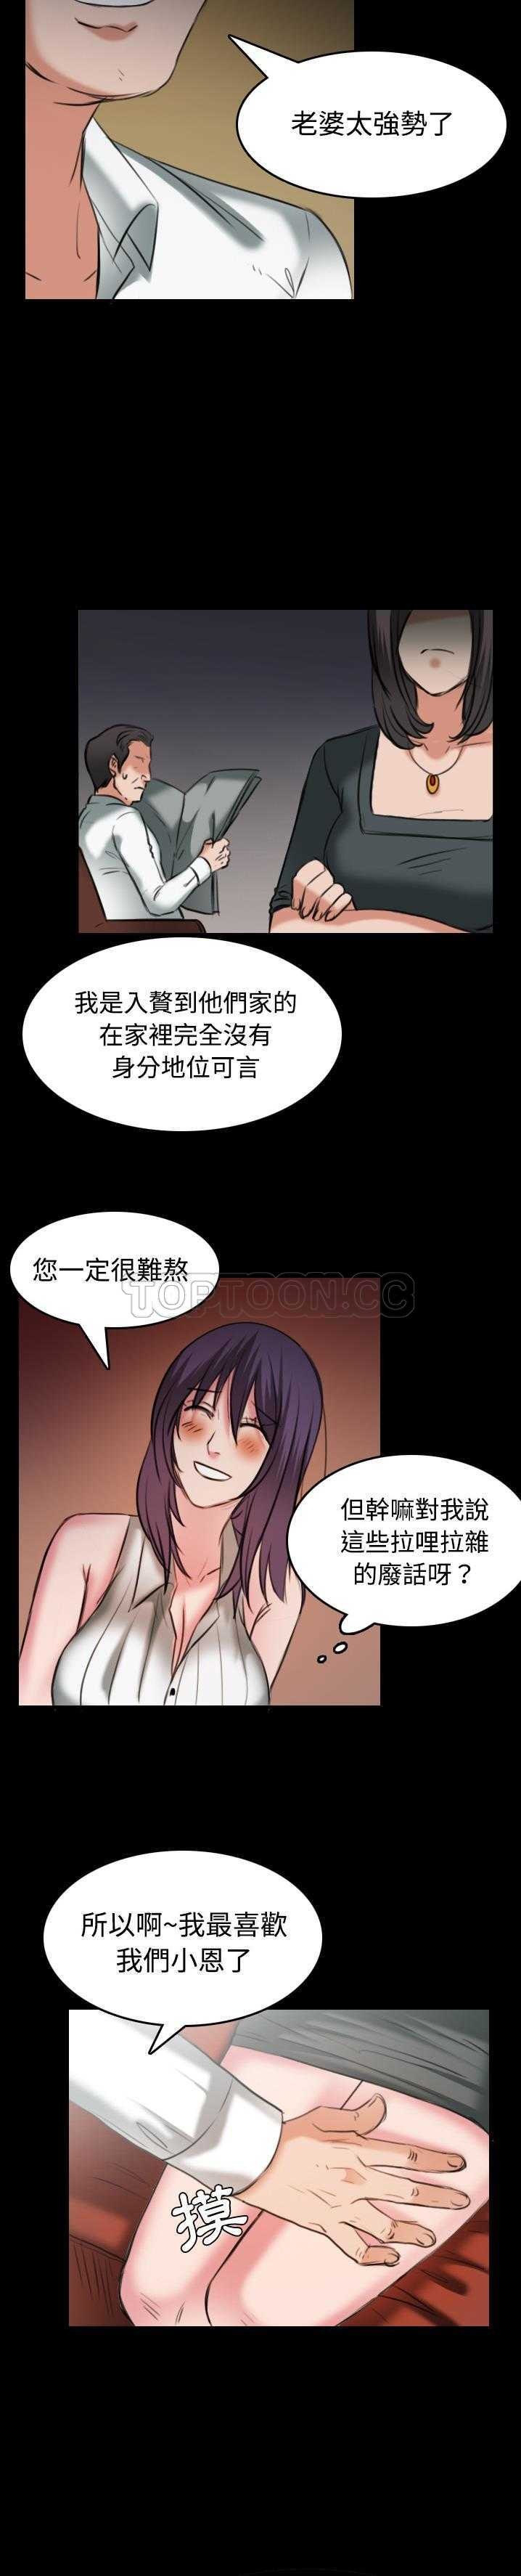 老婆太強勢了
我是入贅到他們家的
在家裡完全沒有
身分地位可言
您一定很難熬
TOPTOON.CC
但幹嘛對我說
這些拉哩拉雜
的廢話呀？
所以啊~我最喜歡
我們小恩了
摸